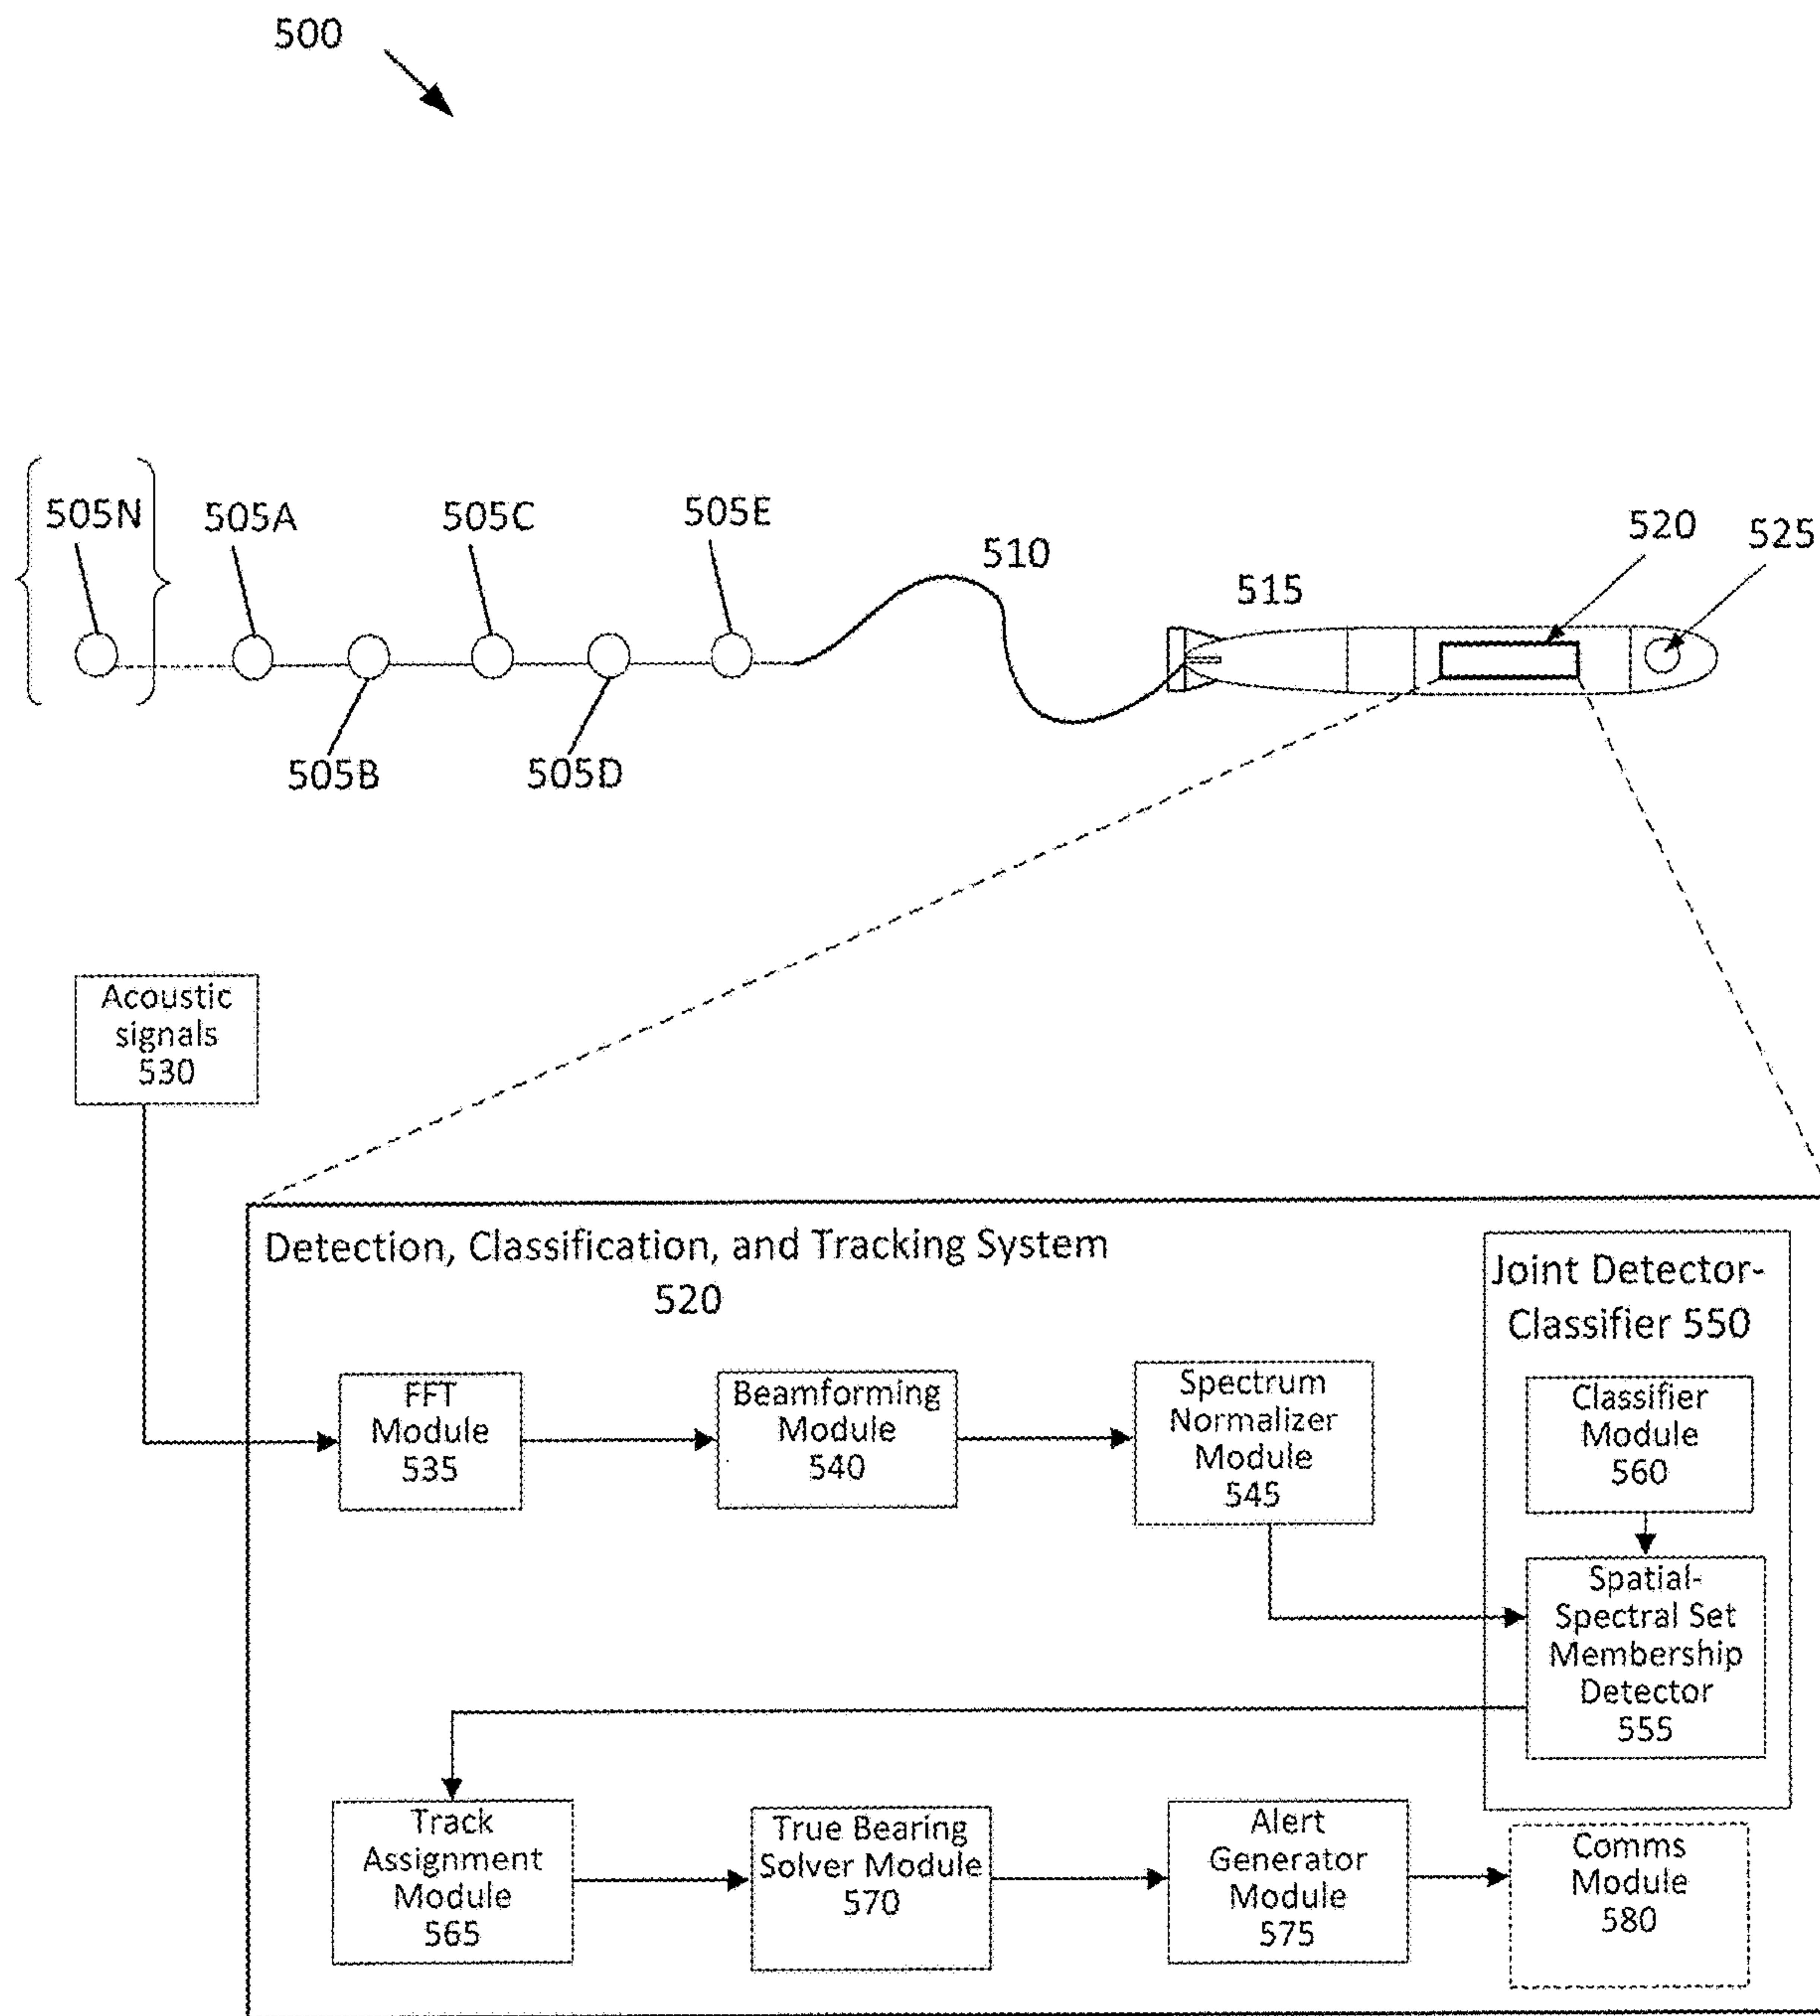 500
505N
505A
505C
505E
510
515
520
525
505B
505D
Acoustic
signals
530
Detection, Classification, and Tracking System
520
Joint Detector-
Classifier 550
FFT
Module
535
Beamforming
Module
540
Spectrum
Normalizer
Module
545
Classifier
Module
560
Spatial-
Spectral Set
Membership
Detector
555
Track
Assignment
Module
565
True Bearing
Solver Module
570
Alert
Generator
Module
575
Comms
Module
580